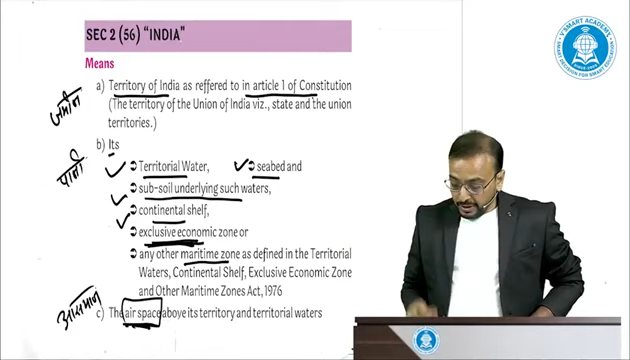 SEC 2 (56) “INDIA”
Means
a) Territory of India as reffered to in article 1 of Constitution
(The territory of the Union of India viz., state and the union
territories.)
जमीन
b) Its
पानी
➲ Territorial Water, ➲ seabed and
➲ sub-soil underlying such waters,
➲ continental shelf,
➲ exclusive economic zone or
➲ any other maritime zone as defined in the Territorial
Waters, Continental Shelf, Exclusive Economic Zone
and Other Maritime Zones Act, 1976
आसमान
c) The air space above its territory and territorial waters
V'SMART ACADEMY